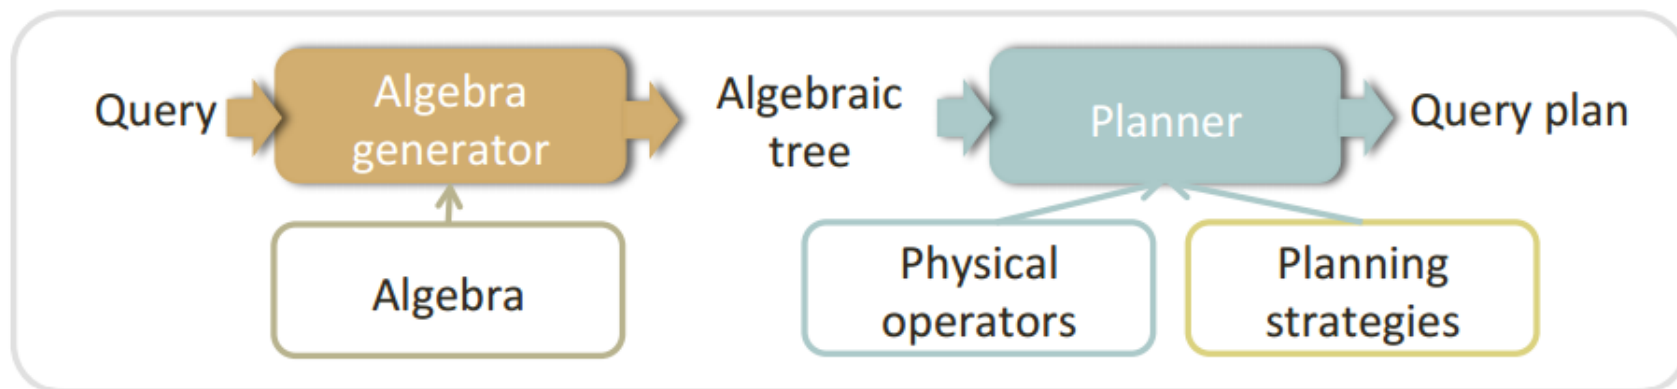 Query
Algebra
generator
Algebraic
tree
Planner
Query plan
Algebra
Physical
operators
Planning
strategies